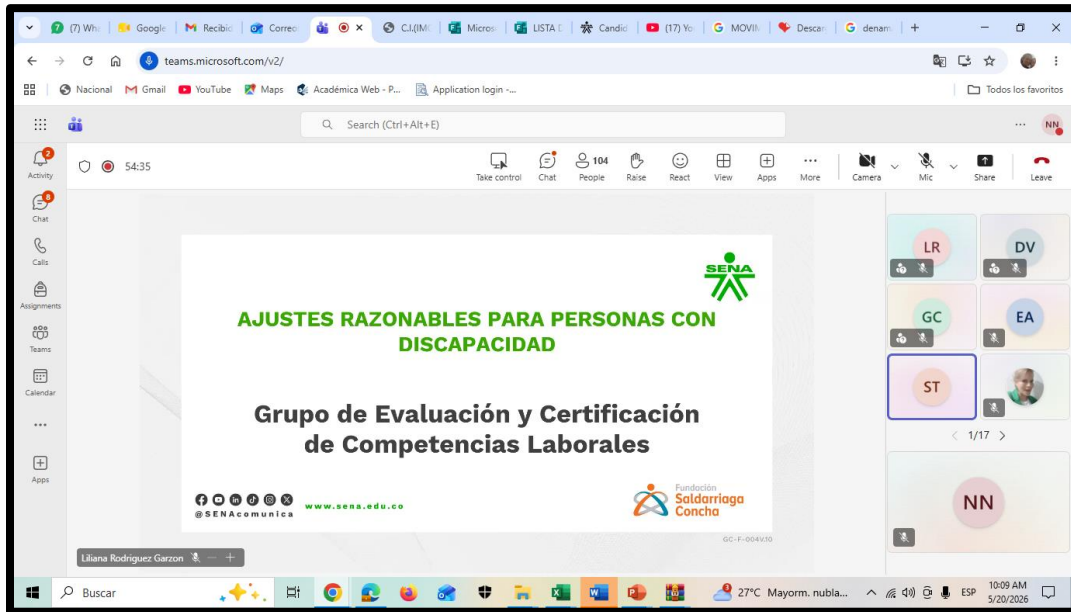 (7) Wh
Google
Recibid
Correo
C.I.(IM
Micros
LISTA
Candid
(17) Yo
MOVIM
Descar
denam
teams.microsoft.com/v2/
Nacional
Gmail
YouTube
Maps
Académica Web - P...
Application login -...
Todos los favoritos
Search (Ctrl+Alt+E)
NN
2
Activity
8
Chat
Calls
Assignments
Teams
Calendar
Apps
54:35
Take control
Chat
104
People
Raise
React
View
Apps
More
Camera
Mic
Share
Leave
SENA
AJUSTES RAZONABLES PARA PERSONAS CON
DISCAPACIDAD
Grupo de Evaluación y Certificación
de Competencias Laborales
@SENAcomunica
www.sena.edu.co
Fundación
Saldarriaga
Concha
GC-F-004V.10
Liliana Rodriguez Garzon
LR
DV
GC
EA
ST
1/17
NN
Buscar
27°C Mayorm. nubla...
ESP
10:09 AM
5/20/2026